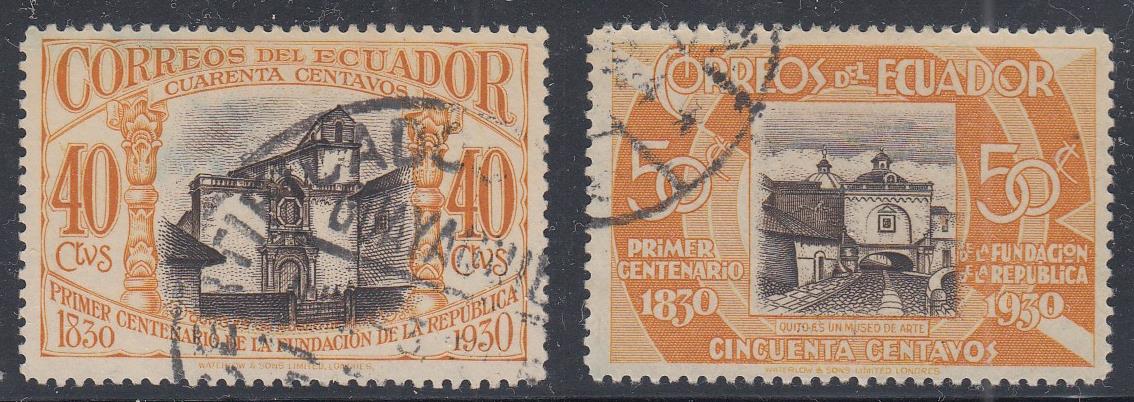 CORREOS DEL ECUADOR
CUARENTA CENTAVOS
40 40
Ctvs Ctvs
PRIMER CENTENARIO DE LA FUNDACIÓN DE LA REPUBLICA
1830 1930
WATERLOW & SONS LIMITED, LONDRES.
CORREOS DEL ECUADOR
50 50
PRIMER CENTENARIO
DE LA FUNDACION DE LA REPÚBLICA
1830 1930
QUITO ES UN MUSEO DE ARTE
CINCUENTA CENTAVOS
WATERLOW & SONS LIMITED LONDRES